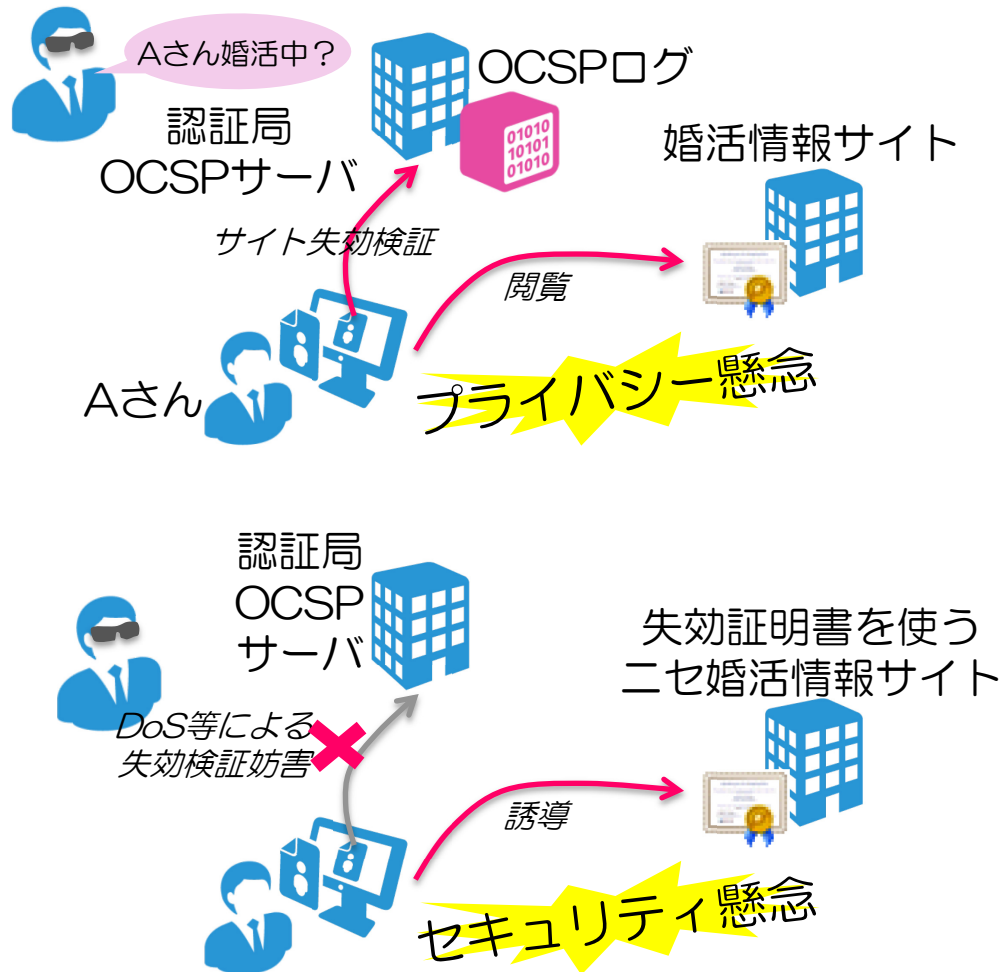 Aさん婚活中？
OCSPログ
認証局
OCSPサーバ
01010
10101
01010
婚活情報サイト
サイト失効検証
閲覧
Aさん
プライバシー懸念
認証局
OCSP
サーバ
失効証明書を使う
ニセ婚活情報サイト
DoS等による
失効検証妨害
誘導
セキュリティ懸念